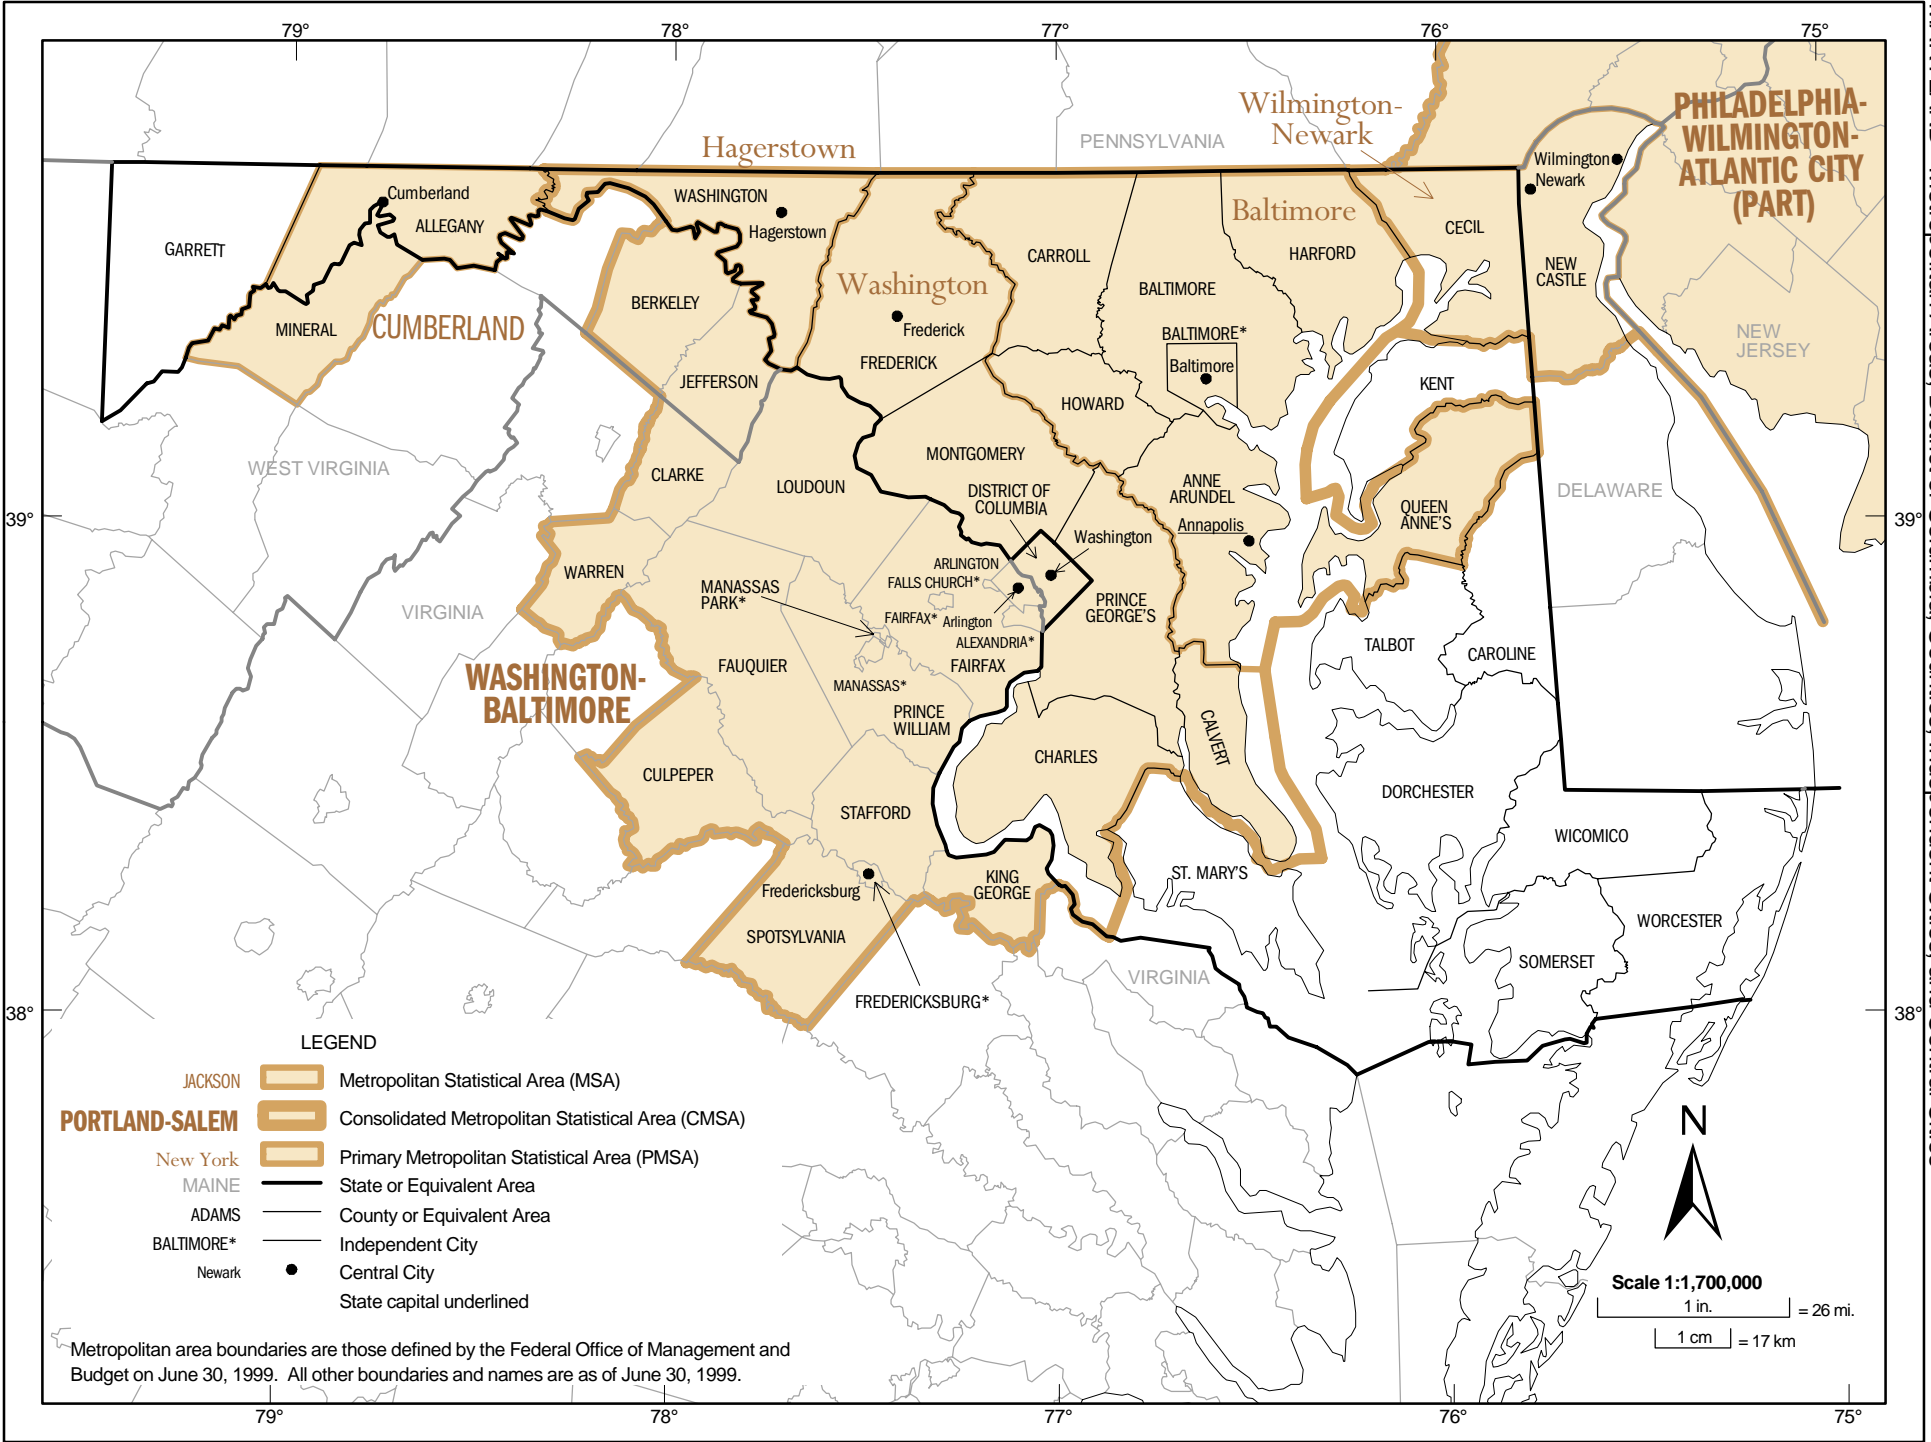 79°
78°
77°
76°
75°
PHILADELPHIA-
WILMINGTON-
ATLANTIC CITY
(PART)
Wilmington-
Newark
Hagerstown
PENNSYLVANIA
Wilmington
Newark
Cumberland
ALLEGANY
WASHINGTON
Hagerstown
GARRETT
Baltimore
CARROLL
HARFORD
CECIL
NEW
CASTLE
BERKELEY
Washington
BALTIMORE
MINERAL
CUMBERLAND
Frederick
FREDERICK
BALTIMORE*
Baltimore
NEW
JERSEY
JEFFERSON
KENT
HOWARD
WEST VIRGINIA
CLARKE
LOUDOUN
MONTGOMERY
DISTRICT OF
COLUMBIA
ANNE
ARUNDEL
Annapolis
QUEEN
ANNE'S
DELAWARE
39°
39°
Washington
WARREN
VIRGINIA
MANASSAS
PARK*
ARLINGTON
FALLS CHURCH*
FAIRFAX*
Arlington
ALEXANDRIA*
FAIRFAX
PRINCE
GEORGE'S
TALBOT
CAROLINE
WASHINGTON-
BALTIMORE
FAUQUIER
MANASSAS*
PRINCE
WILLIAM
CALVERT
CHARLES
CULPEPER
STAFFORD
DORCHESTER
WICOMICO
ST. MARY'S
KING
GEORGE
Fredericksburg
SPOTSYLVANIA
WORCESTER
SOMERSET
VIRGINIA
FREDERICKSBURG*
38°
38°
LEGEND
JACKSON
Metropolitan Statistical Area (MSA)
PORTLAND-SALEM
Consolidated Metropolitan Statistical Area (CMSA)
New York
Primary Metropolitan Statistical Area (PMSA)
MAINE
State or Equivalent Area
ADAMS
County or Equivalent Area
BALTIMORE*
Independent City
Newark
Central City
State capital underlined
N
Scale 1:1,700,000
1 in.
= 26 mi.
1 cm
= 17 km
Metropolitan area boundaries are those defined by the Federal Office of Management and
Budget on June 30, 1999.  All other boundaries and names are as of June 30, 1999.
79°
78°
77°
76°
75°